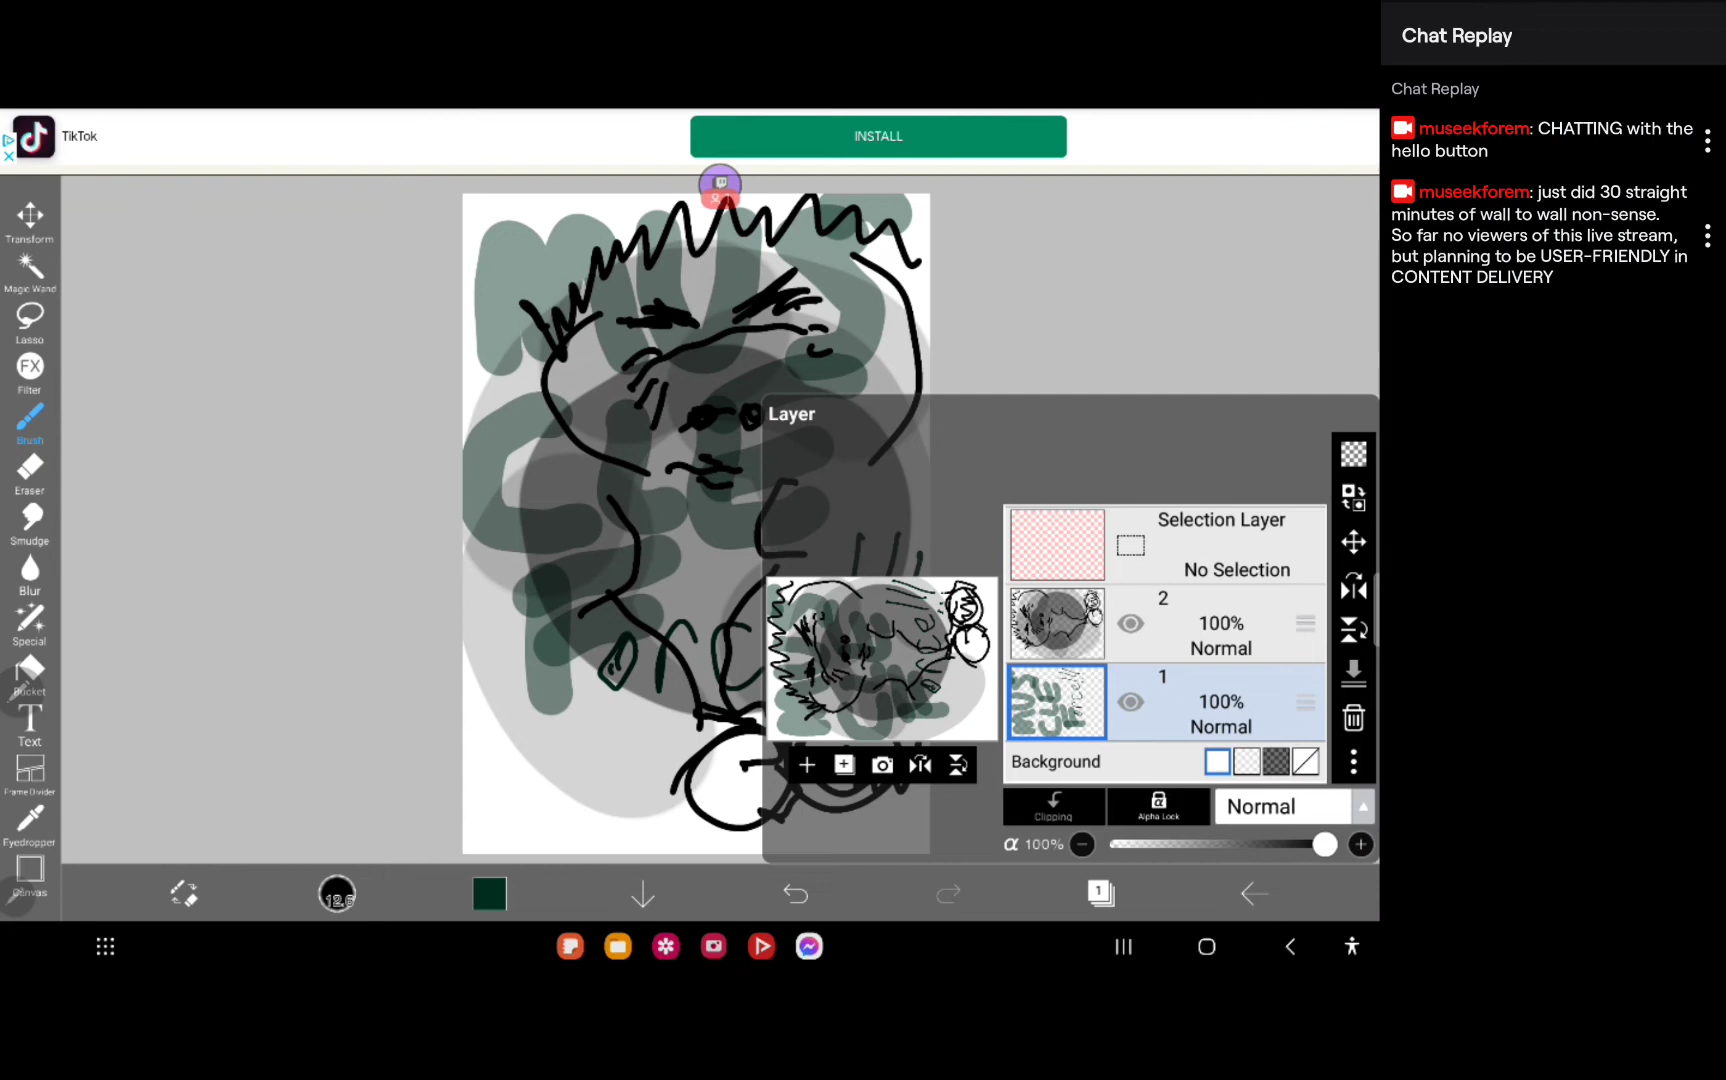 Chat Replay
Chat Replay
museekforem: CHATTING with the
hello button
museekforem: just did 30 straight
minutes of wall to wall non-sense.
So far no viewers of this live stream,
but planning to be USER-FRIENDLY in
CONTENT DELIVERY
TikTok
INSTALL
Transform
Magic Wand
Lasso
FX
Filter
Brush
Eraser
Smudge
Blur
Special
Bucket
T
Text
Frame Divider
Eyedropper
Canvas
Layer
Selection Layer
No Selection
2
100%
Normal
1
100%
Normal
Background
Clipping
Alpha Lock
Normal
α 100%
12.6
1